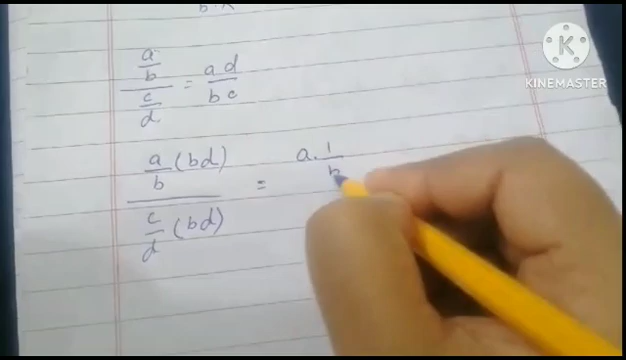 b·k
KINEMASTER
a/b / c/d = ad/bc
a/b (bd) / c/d (bd) = a·1/b